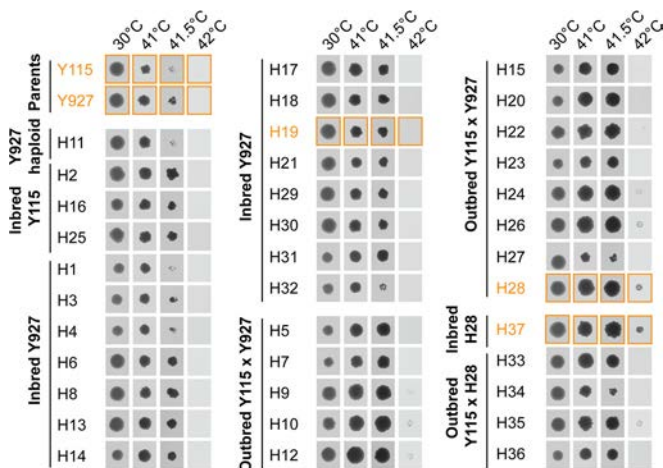 30°C 41°C 41.5°C 42°C
Parents
Y115
Y927
Y927 haploid
H11
Inbred Y115
H2
H16
H25
Inbred Y927
H1
H3
H4
H6
H8
H13
H14
30°C 41°C 41.5°C 42°C
Inbred Y927
H17
H18
H19
H21
H29
H30
H31
H32
Outbred Y115 x Y927
H5
H7
H9
H10
H12
30°C 41°C 41.5°C 42°C
Outbred Y115 x Y927
H15
H20
H22
H23
H24
H26
H27
H28
Inbred H28
H37
Outbred Y115 x H28
H33
H34
H35
H36